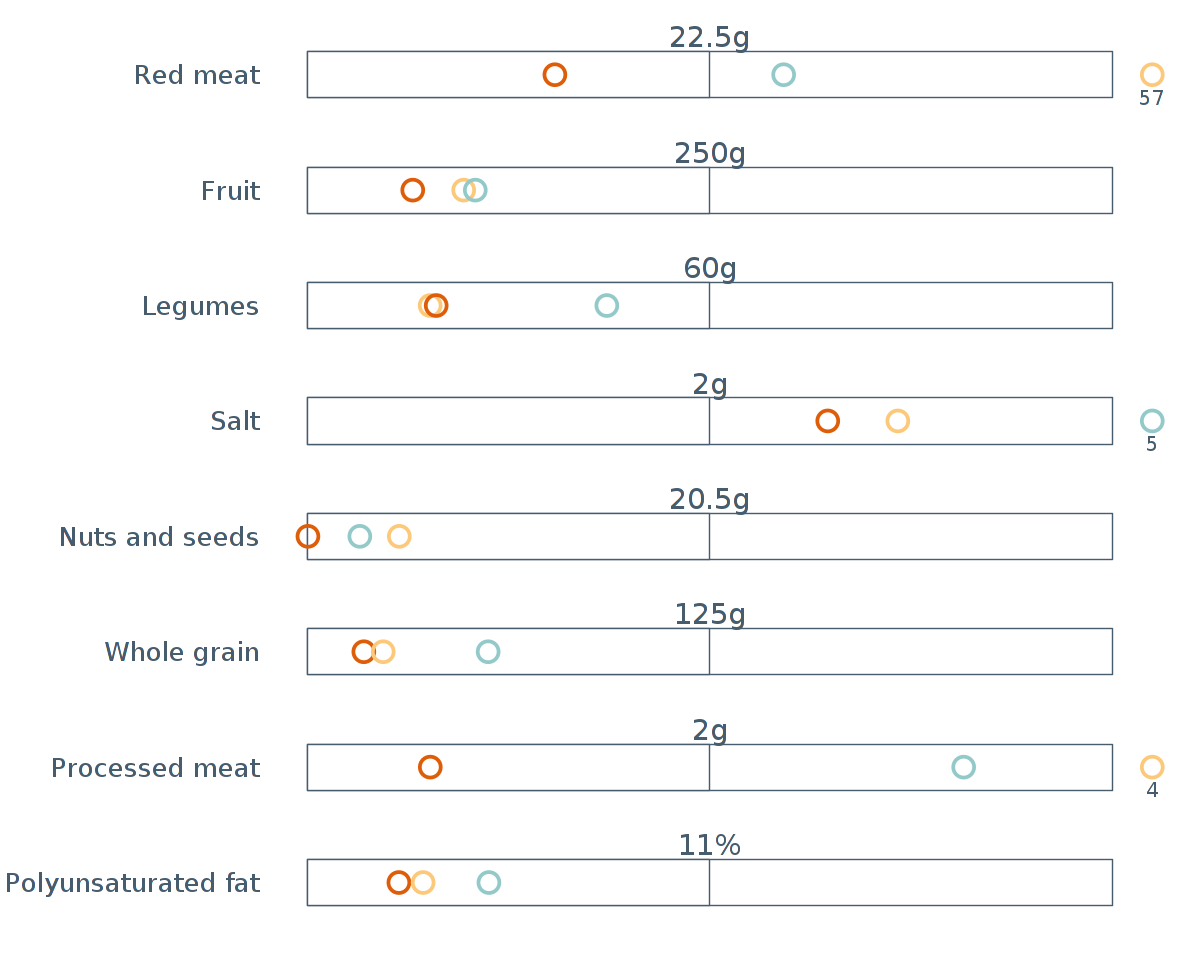 22.5g
Red meat
57
250g
Fruit
60g
Legumes
2g
Salt
5
20.5g
Nuts and seeds
125g
Whole grain
2g
Processed meat
4
11%
Polyunsaturated fat